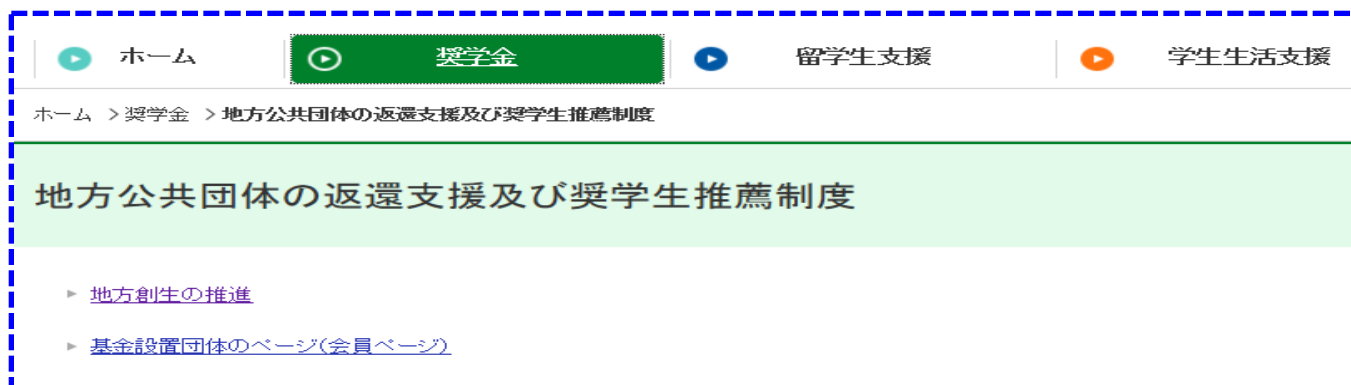 ホーム 奨学金 留学生支援 学生生活支援
ホーム >奨学金 >地方公共団体の返還支援及び奨学生推薦制度
地方公共団体の返還支援及び奨学生推薦制度
地方創生の推進
基金設置団体のページ(会員ページ)